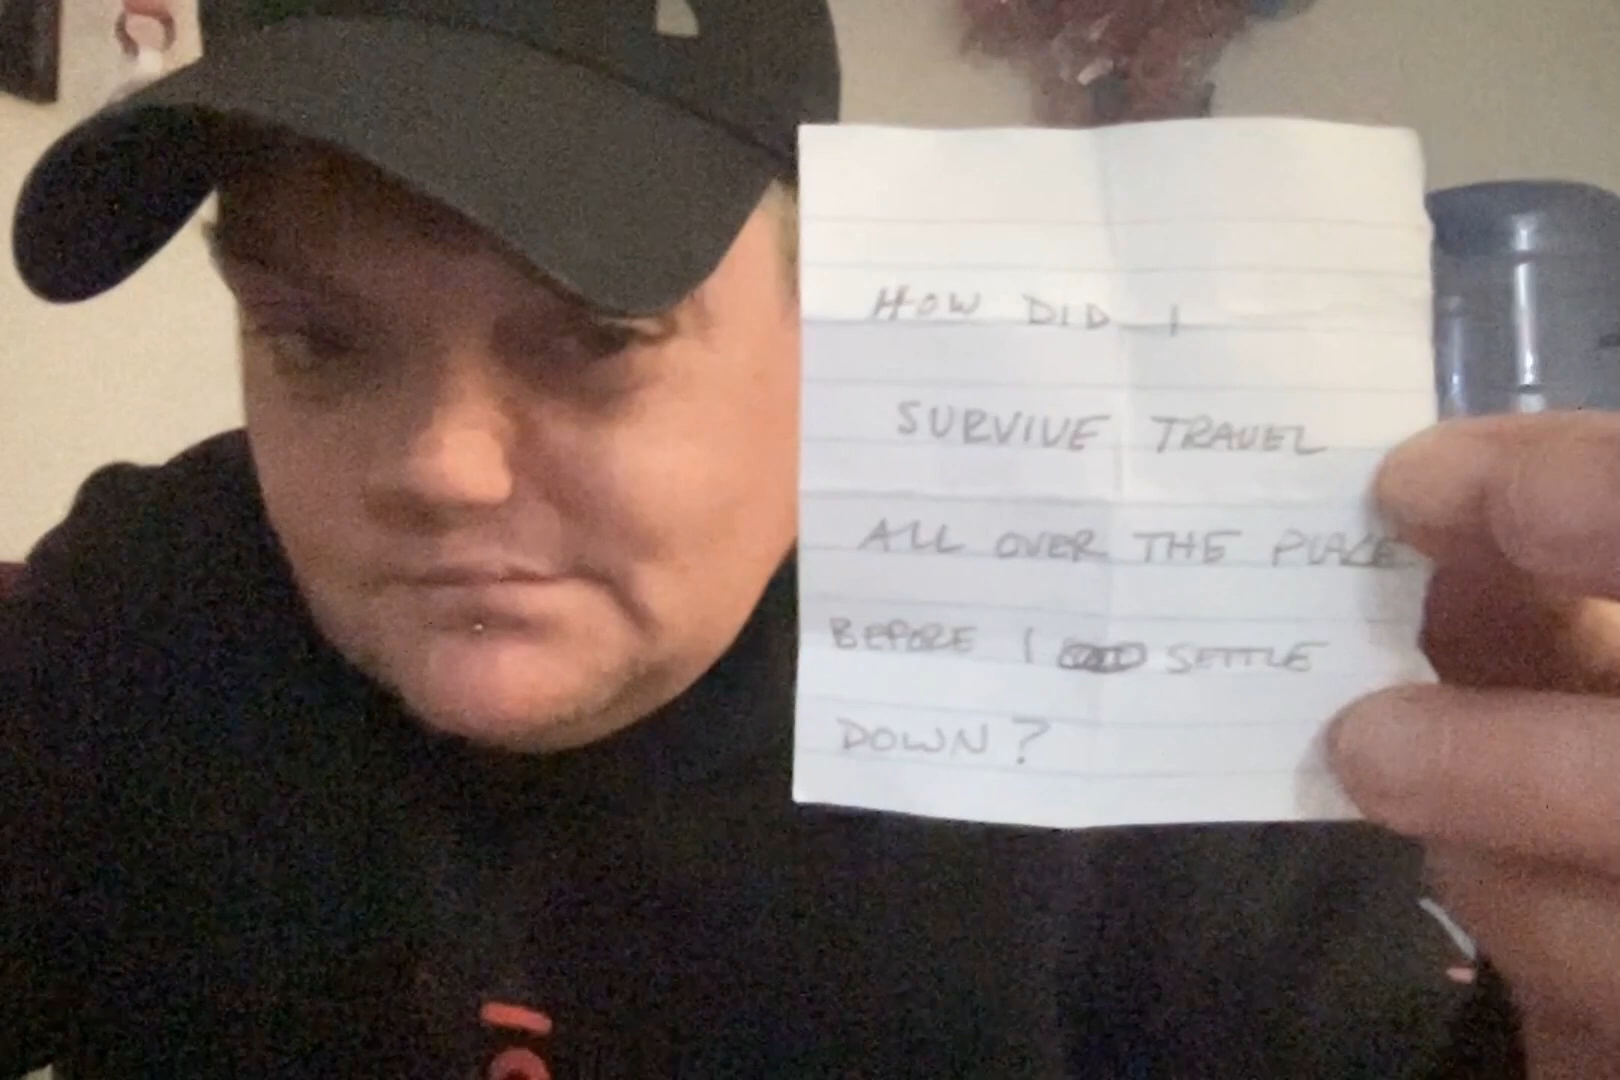 HOW DID I
SURVIVE TRAVEL
ALL OVER THE PLACE
BEFORE I SETTLE
DOWN?